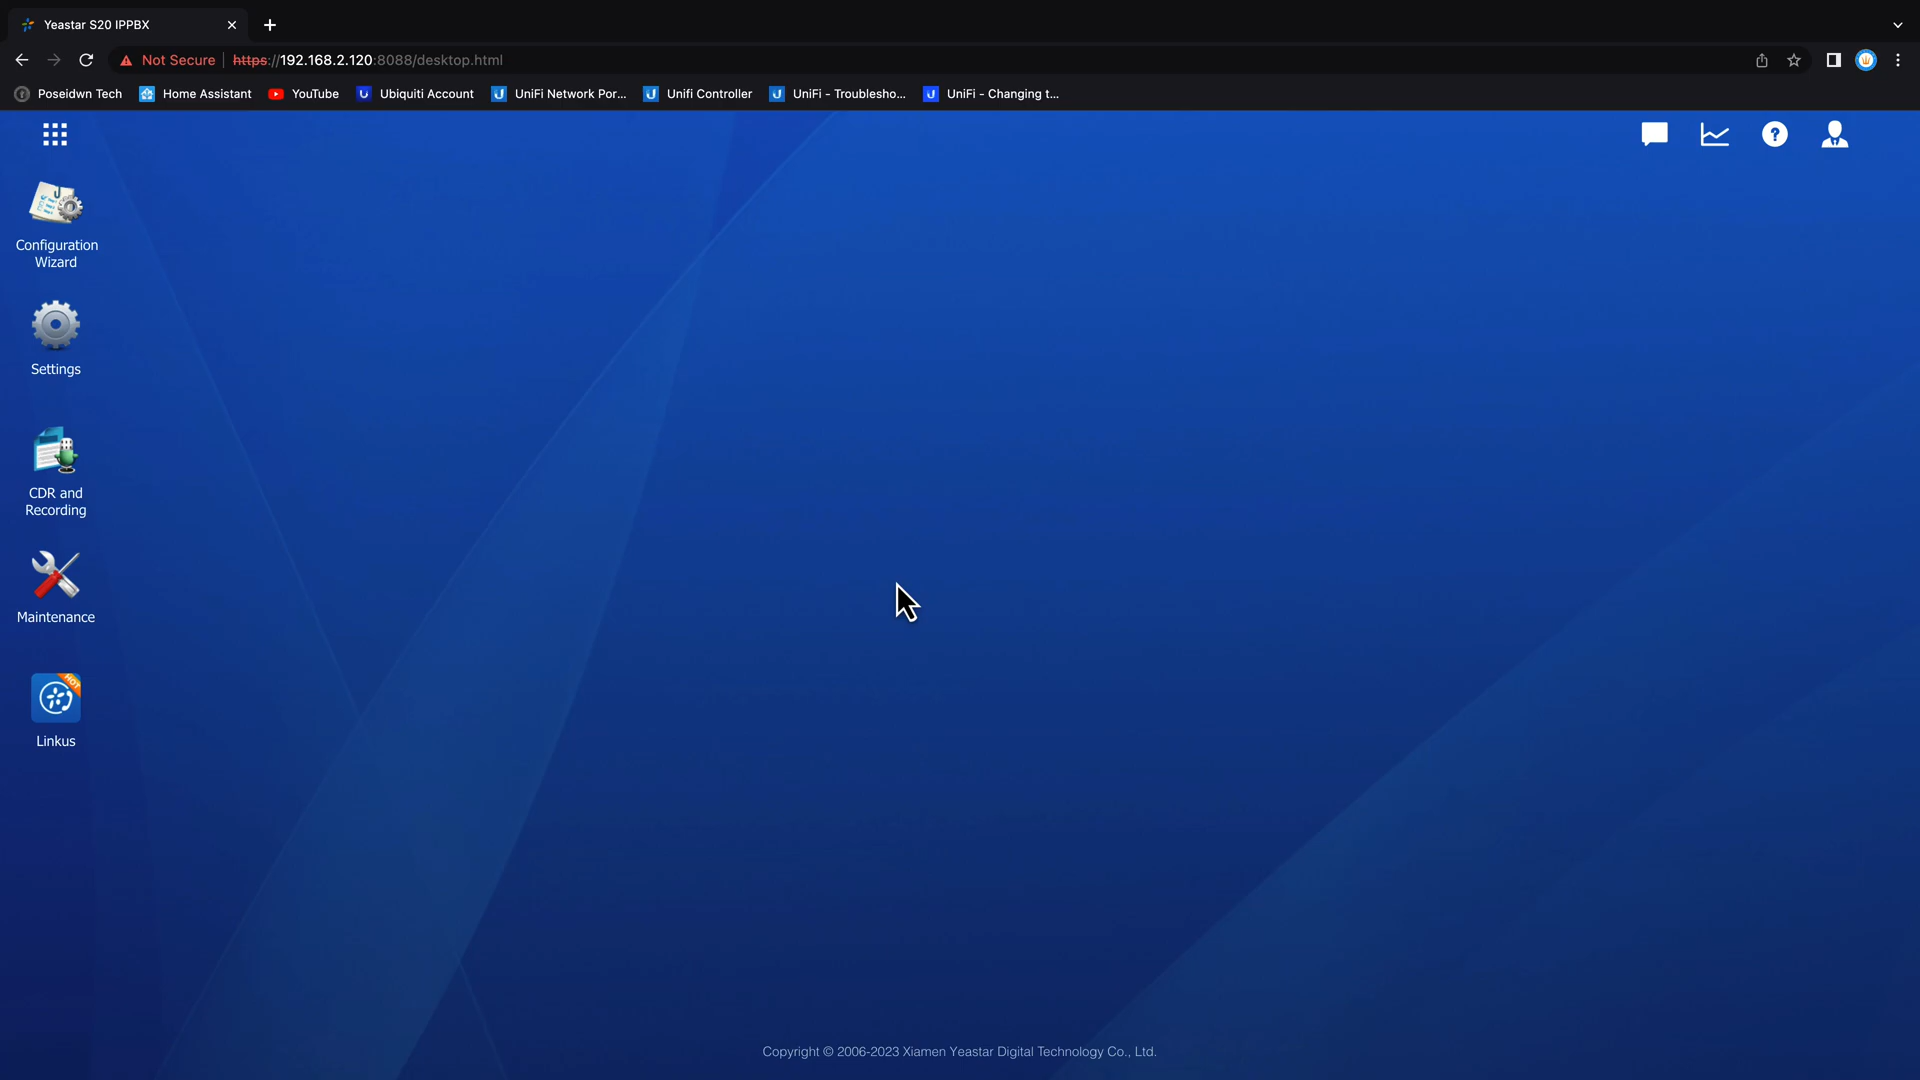 Yeastar S20 IPPBX
Not Secure https://192.168.2.120:8088/desktop.html
Poseidwn Tech Home Assistant YouTube Ubiquiti Account UniFi Network Por... Unifi Controller UniFi - Troublesho... UniFi - Changing t...
Configuration
Wizard
Settings
CDR and
Recording
Maintenance
HOT
Linkus
Copyright © 2006-2023 Xiamen Yeastar Digital Technology Co., Ltd.